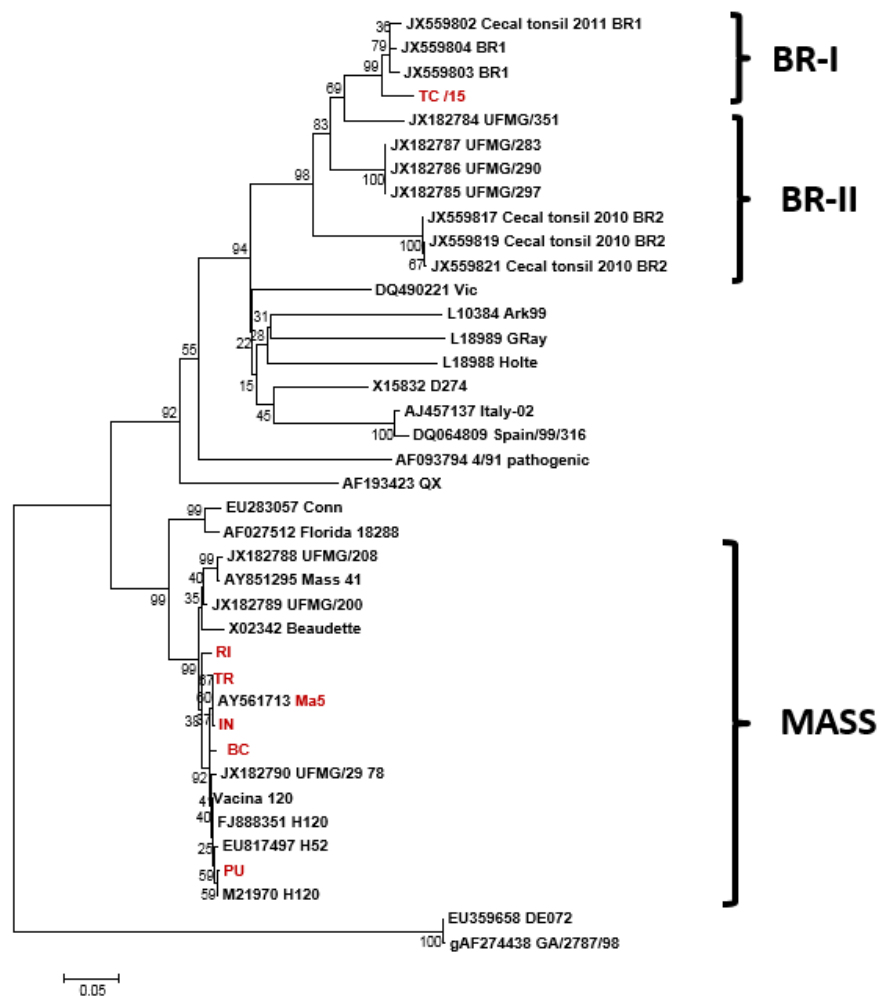 36
JX559802 Cecal tonsil 2011 BR1
79
JX559804 BR1
99
JX559803 BR1
BR-I
69
TC /15
83
JX182784 UFMG/351
JX182787 UFMG/283
98
JX182786 UFMG/290
100
JX182785 UFMG/297
BR-II
JX559817 Cecal tonsil 2010 BR2
94
100
JX559819 Cecal tonsil 2010 BR2
67
JX559821 Cecal tonsil 2010 BR2
DQ490221 Vic
31
L10384 Ark99
22
28
L18989 GRay
55
L18988 Holte
15
X15832 D274
92
45
AJ457137 Italy-02
100
DQ064809 Spain/99/316
AF093794 4/91 pathogenic
AF193423 QX
99
EU283057 Conn
AF027512 Florida 18288
99
JX182788 UFMG/208
40
AY851295 Mass 41
99
35
JX182789 UFMG/200
X02342 Beaudette
RI
99
67
TR
60
AY561713 Ma5
38
37
IN
MASS
BC
92
JX182790 UFMG/29 78
41
Vacina 120
40
FJ888351 H120
25
EU817497 H52
59
PU
59
M21970 H120
EU359658 DE072
100
gAF274438 GA/2787/98
0.05